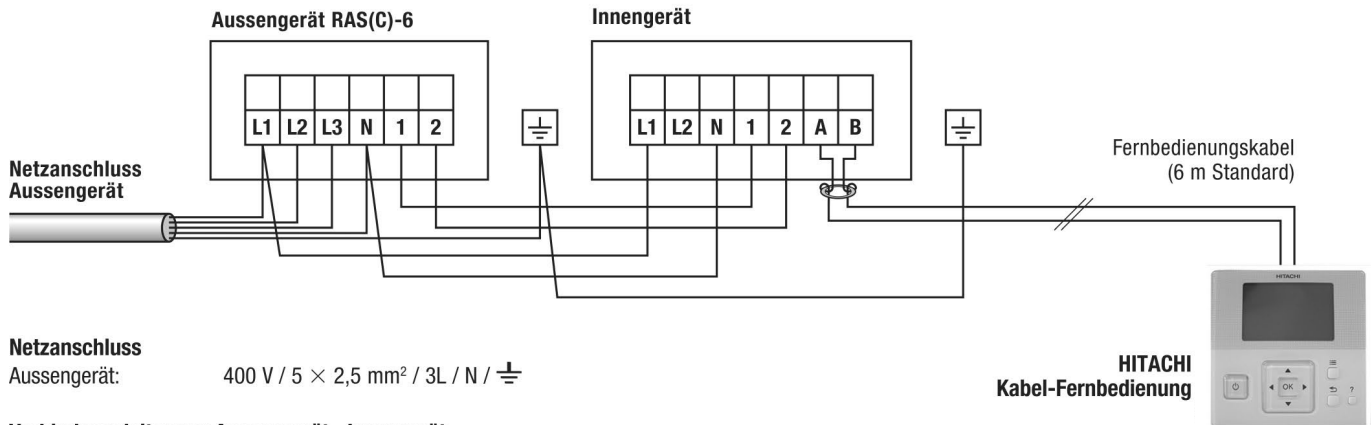 Aussengerät RAS(C)-6
Innengerät
L1 L2 L3 N 1 2
L1 L2 N 1 2 A B
Netzanschluss
Aussengerät
Fernbedienungskabel
(6 m Standard)
HITACHI
OK
?
HITACHI
Kabel-Fernbedienung
Netzanschluss
Aussengerät: 400 V / 5 × 2,5 mm² / 3L / N / ⏚